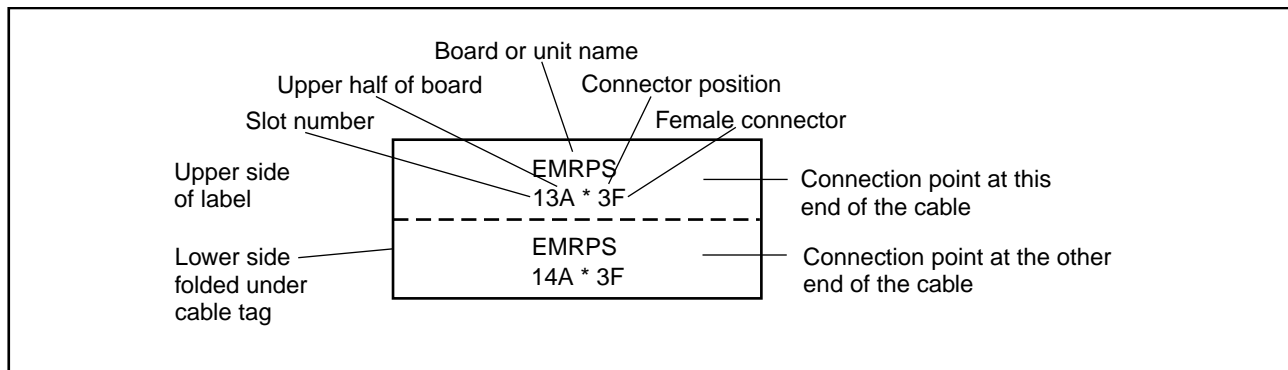 Board or unit name
Upper half of board
Connector position
Slot number
Female connector
Upper side
of label
EMRPS
13A * 3F
Connection point at this
end of the cable
Lower side
folded under
cable tag
EMRPS
14A * 3F
Connection point at the other
end of the cable